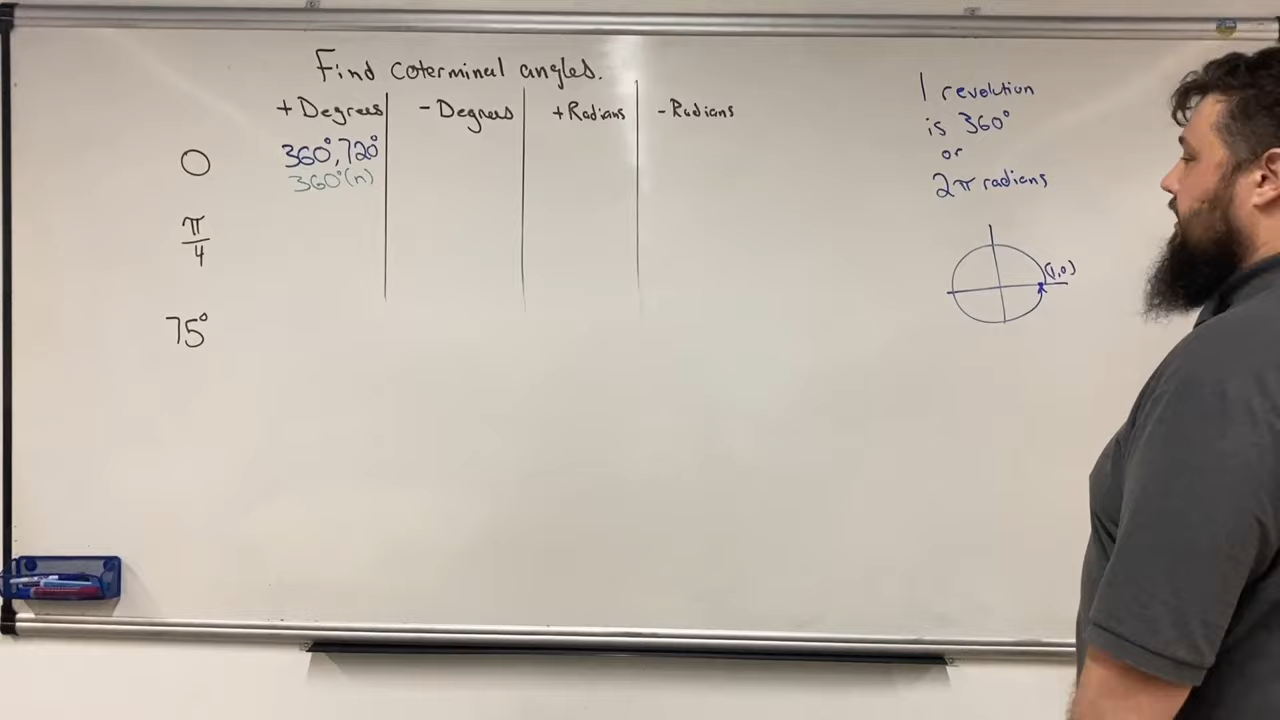 Find coterminal angles.
+ Degrees - Degrees + Radians - Radians
0 360°, 720°
360°(n)
π/4
75°
1 revolution
is 360°
or
2π radians
(1,0)